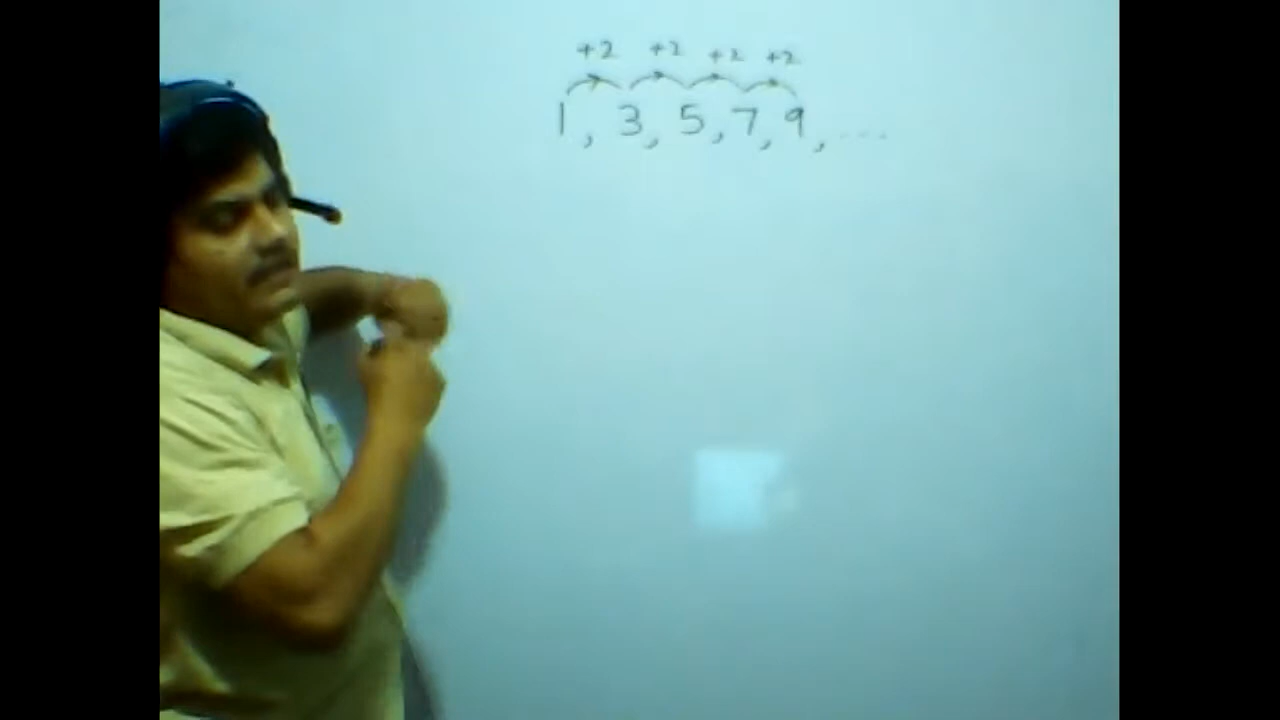 +2 +2 +2 +2
1, 3, 5, 7, 9, ....